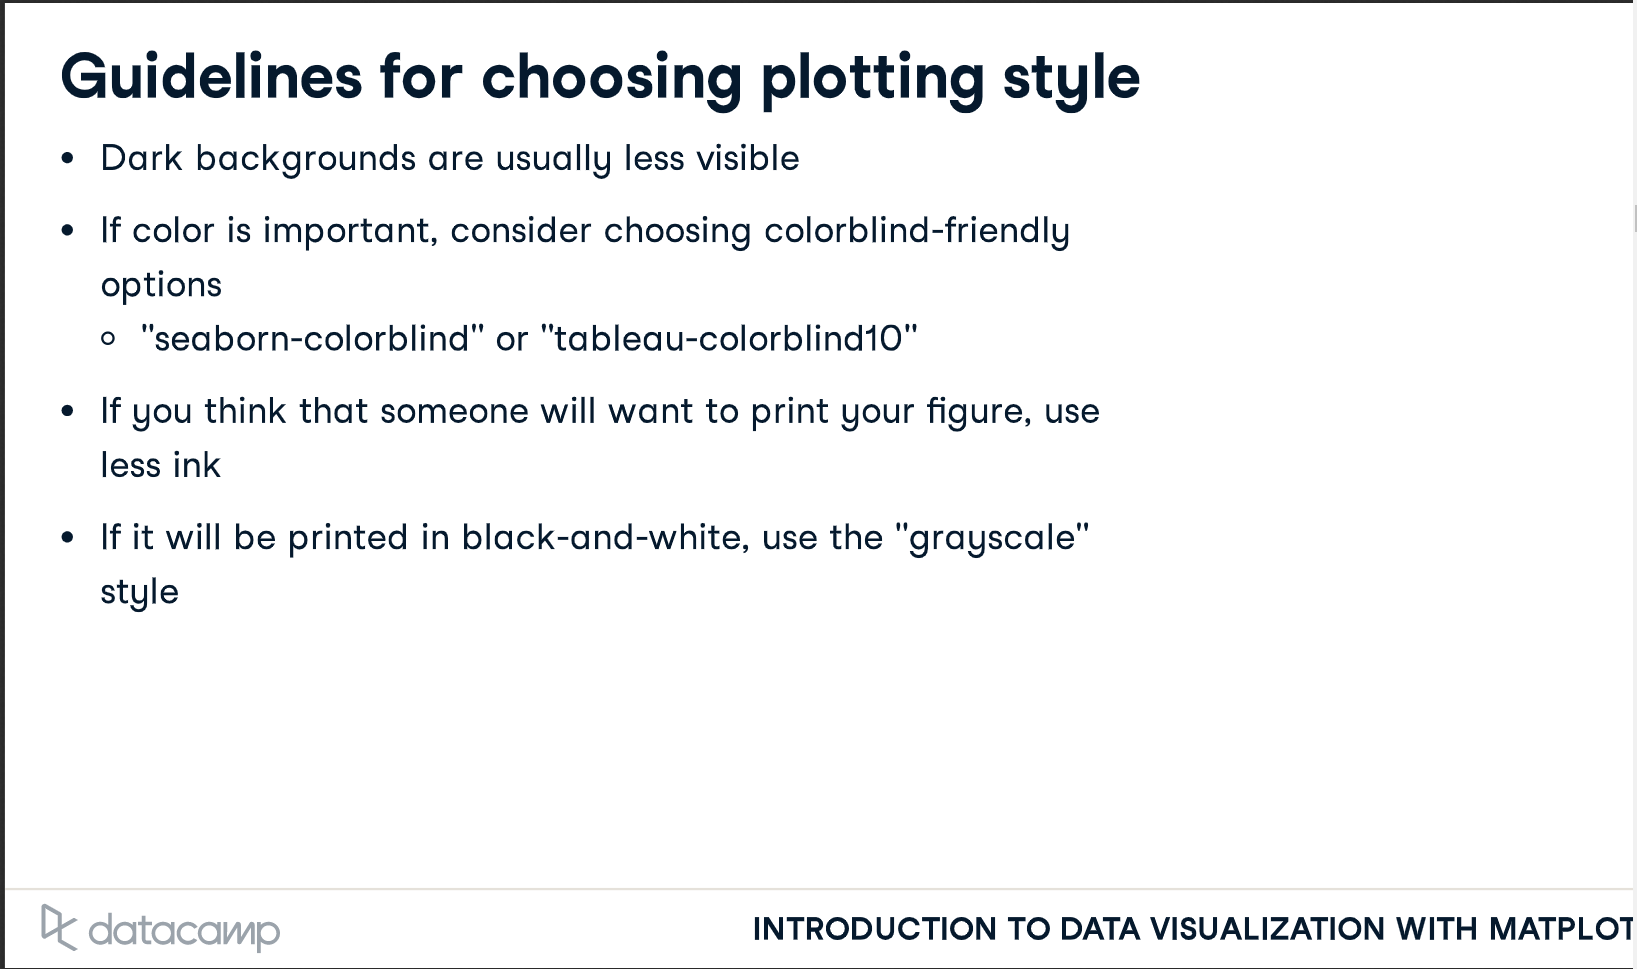 Guidelines for choosing plotting style
• Dark backgrounds are usually less visible
• If color is important, consider choosing colorblind-friendly
options
○ "seaborn-colorblind" or "tableau-colorblind10"
• If you think that someone will want to print your figure, use
less ink
• If it will be printed in black-and-white, use the "grayscale"
style
datacamp
INTRODUCTION TO DATA VISUALIZATION WITH MATPLOT